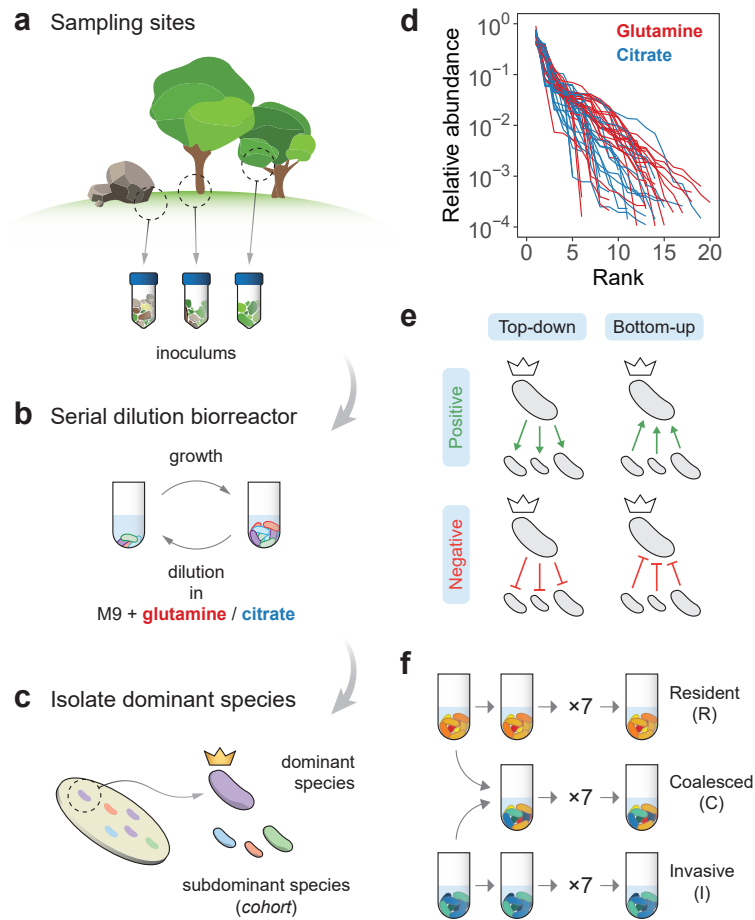 a Sampling sites
inoculums
b Serial dilution biorreactor
growth
dilution
in
M9 + glutamine / citrate
c Isolate dominant species
dominant
species
subdominant species
(cohort)
d
Glutamine
Citrate
Relative abundance
10⁰
10⁻¹
10⁻²
10⁻³
10⁻⁴
0 5 10 15 20
Rank
e
Top-down Bottom-up
Positive
Negative
f
×7 Resident
(R)
×7 Coalesced
(C)
×7 Invasive
(I)